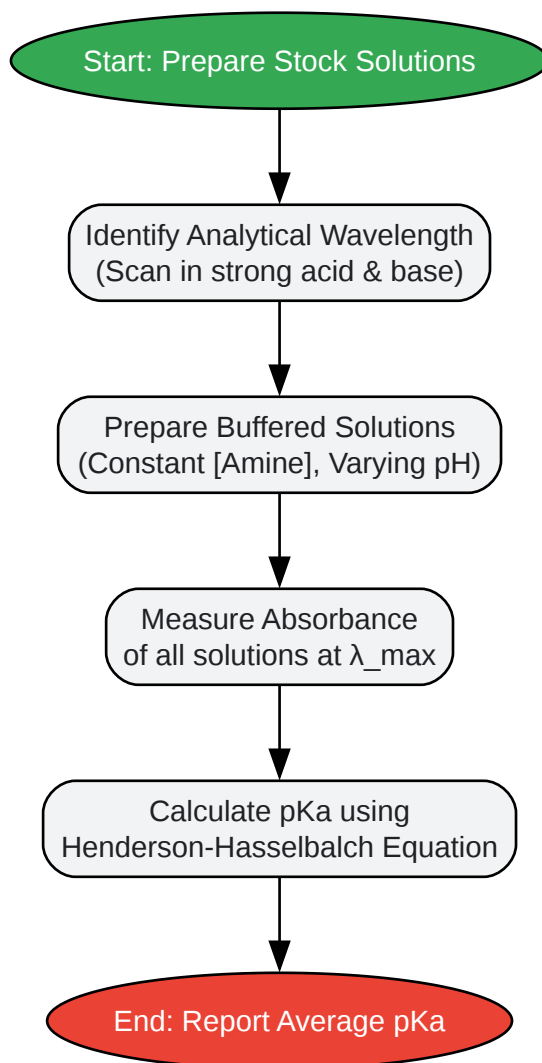 Start: Prepare Stock Solutions
Identify Analytical Wavelength
(Scan in strong acid & base)
Prepare Buffered Solutions
(Constant [Amine], Varying pH)
Measure Absorbance
of all solutions at λ_max
Calculate pKa using
Henderson-Hasselbalch Equation
End: Report Average pKa